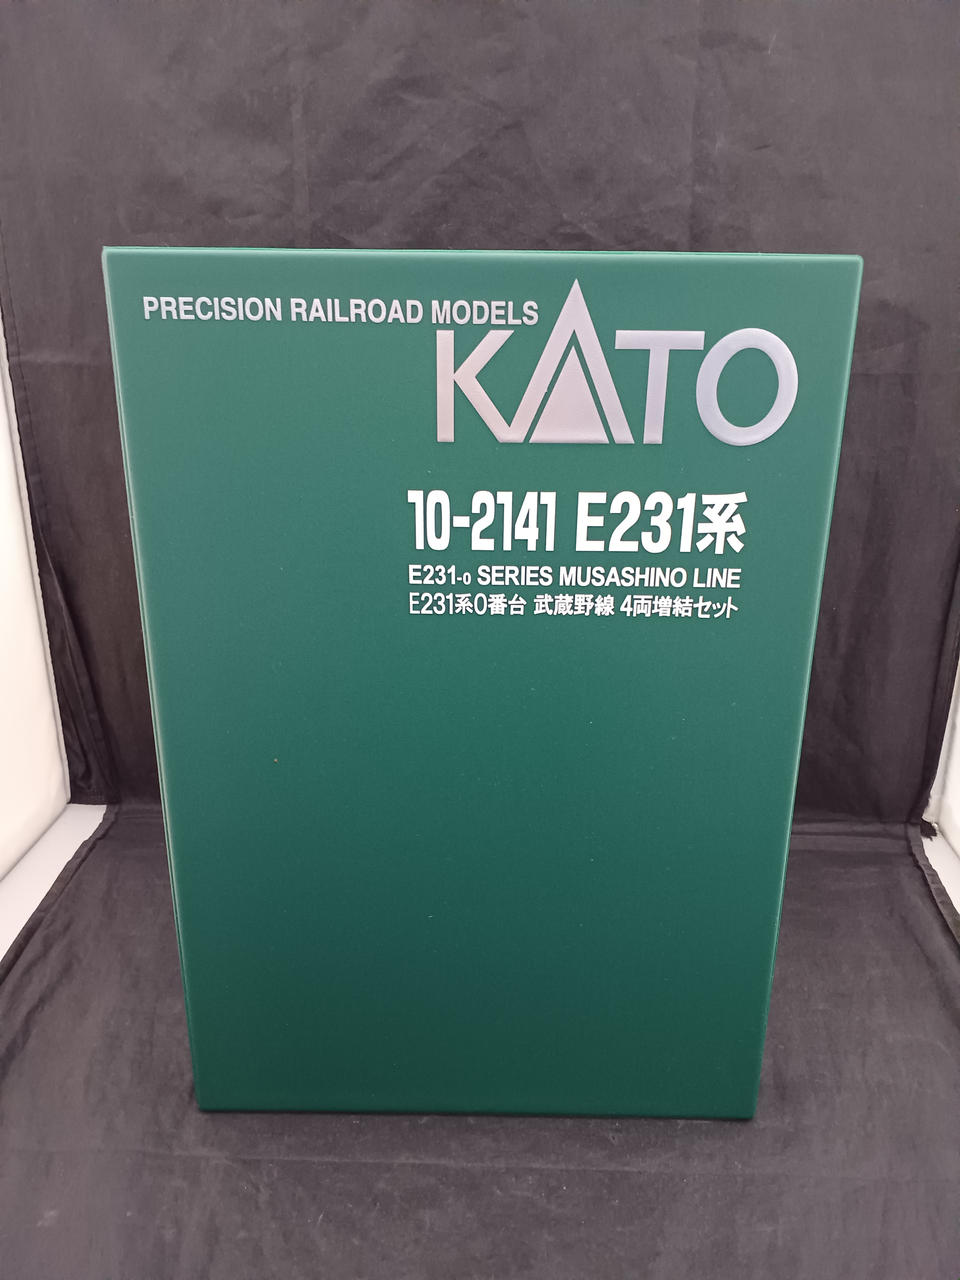 PRECISION RAILROAD MODELS
KATO
10-2141 E231系
E231-0 SERIES MUSASHINO LINE
E231系0番台 武蔵野線 4両増結セット